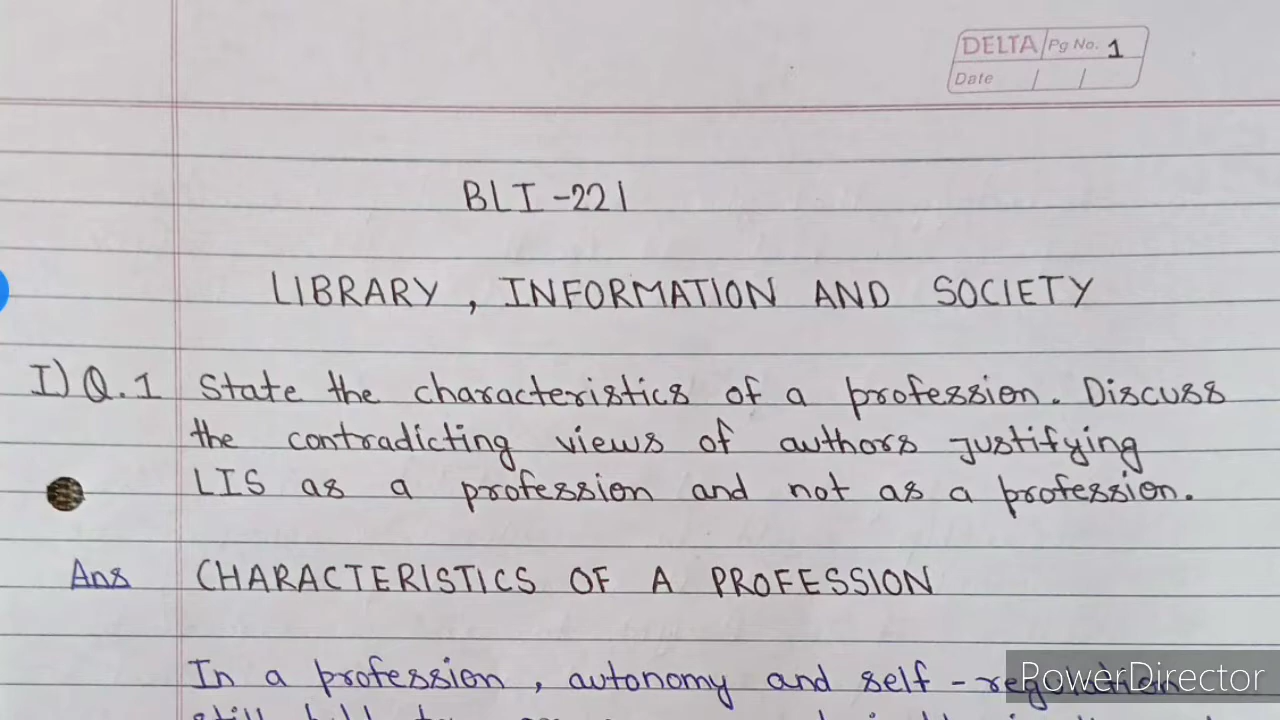 DELTA Pg No. 1
Date / /
BLI-221
LIBRARY, INFORMATION AND SOCIETY
I) Q.1 State the characteristics of a profession. Discuss
the contradicting views of authors justifying
LIS as a profession and not as a profession.
Ans CHARACTERISTICS OF A PROFESSION
In a profession, autonomy and self-regulation
still
PowerDirector